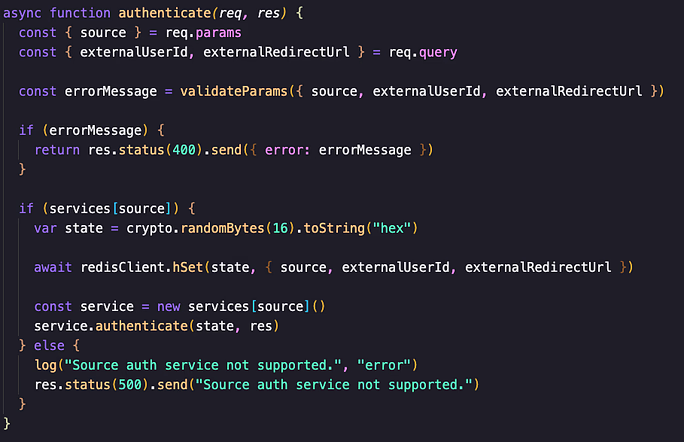 async function authenticate(req, res) {
  const { source } = req.params
  const { externalUserId, externalRedirectUrl } = req.query

  const errorMessage = validateParams({ source, externalUserId, externalRedirectUrl })

  if (errorMessage) {
    return res.status(400).send({ error: errorMessage })
  }

  if (services[source]) {
    var state = crypto.randomBytes(16).toString("hex")

    await redisClient.hSet(state, { source, externalUserId, externalRedirectUrl })

    const service = new services[source]()
    service.authenticate(state, res)
  } else {
    log("Source auth service not supported.", "error")
    res.status(500).send("Source auth service not supported.")
  }
}